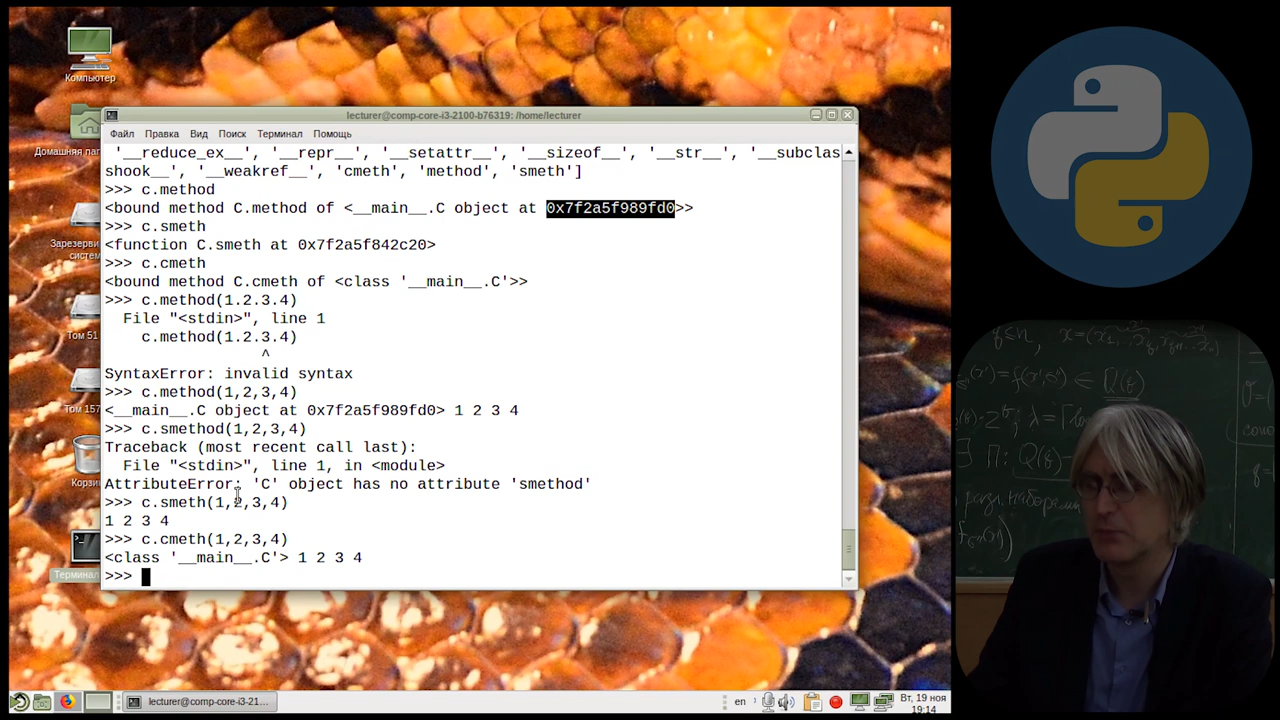 Компьютер
Домашняя пап
Зарезерви
систем
Том 51
Том 157
Корзи
Терминал
lecturer@comp-core-i3-2100-b76319: /home/lecturer
Файл Правка Вид Поиск Терминал Помощь
'__reduce_ex__', '__repr__', '__setattr__', '__sizeof__', '__str__', '__subclas
shook__', '__weakref__', 'cmeth', 'method', 'smeth']
>>> c.method
<bound method C.method of <__main__.C object at 0x7f2a5f989fd0>>
>>> c.smeth
<function C.smeth at 0x7f2a5f842c20>
>>> c.cmeth
<bound method C.cmeth of <class '__main__.C'>>
>>> c.method(1.2.3.4)
File "<stdin>", line 1
c.method(1.2.3.4)
^
SyntaxError: invalid syntax
>>> c.method(1,2,3,4)
<__main__.C object at 0x7f2a5f989fd0> 1 2 3 4
>>> c.smethod(1,2,3,4)
Traceback (most recent call last):
File "<stdin>", line 1, in <module>
AttributeError: 'C' object has no attribute 'smethod'
>>> c.smeth(1,2,3,4)
1 2 3 4
>>> c.cmeth(1,2,3,4)
<class '__main__.C'> 1 2 3 4
>>>
lecturer@comp-core-i3-21...
en
Вт, 19 ноя
19:14